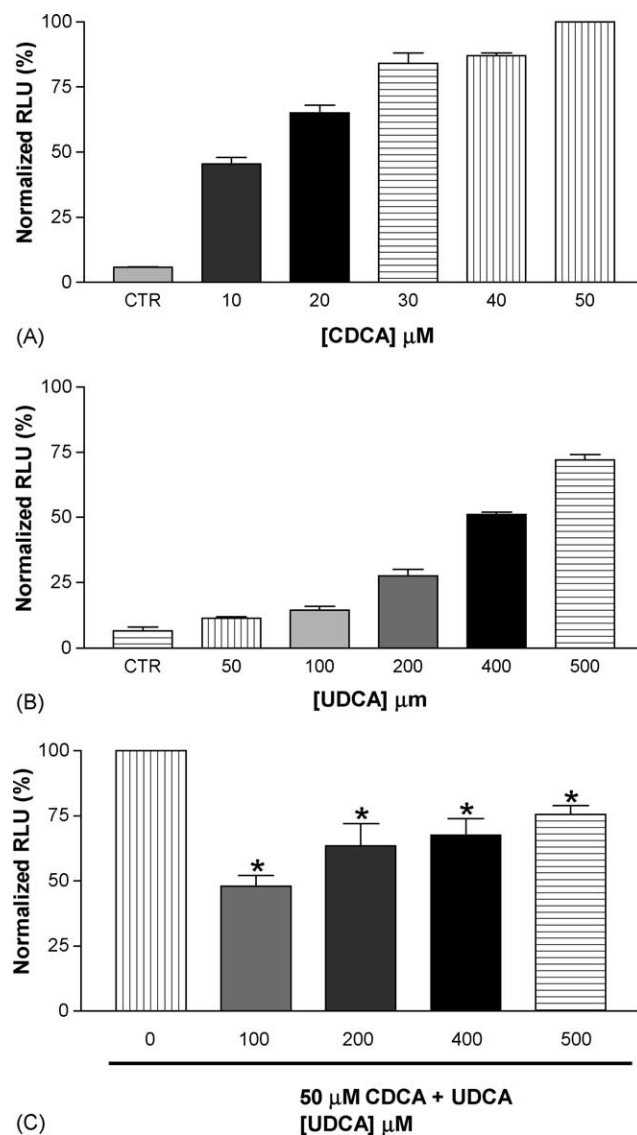 Normalized RLU (%)
100
75
50
25
0
CTR 10 20 30 40 50
(A) [CDCA] μM
Normalized RLU (%)
100
75
50
25
0
CTR 50 100 200 400 500
(B) [UDCA] μm
Normalized RLU (%)
100
75
50
25
0
* * * *
0 100 200 400 500
50 μM CDCA + UDCA
(C) [UDCA] μM